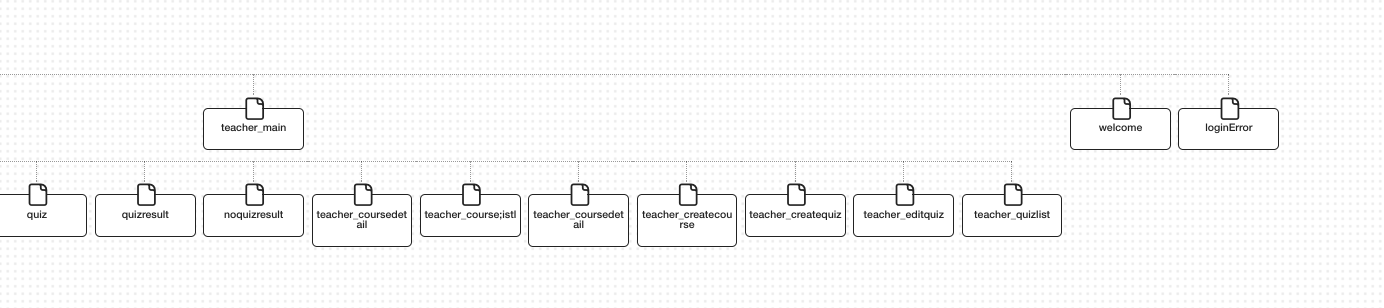 teacher_main
welcome
loginError
quiz
quizresult
noquizresult
teacher_coursedet
ail
teacher_course;istl
teacher_coursedet
ail
teacher_createcou
rse
teacher_createquiz
teacher_editquiz
teacher_quizlist